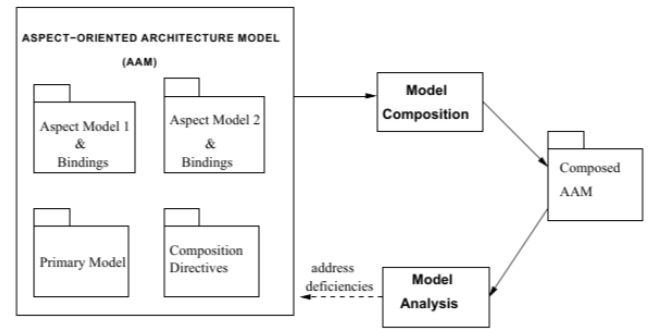 ASPECT-ORIENTED ARCHITECTURE MODEL
(AAM)
Aspect Model 1
&
Bindings
Aspect Model 2
&
Bindings
Primary Model
Composition
Directives
Model
Composition
Composed
AAM
Model
Analysis
address
deficiencies